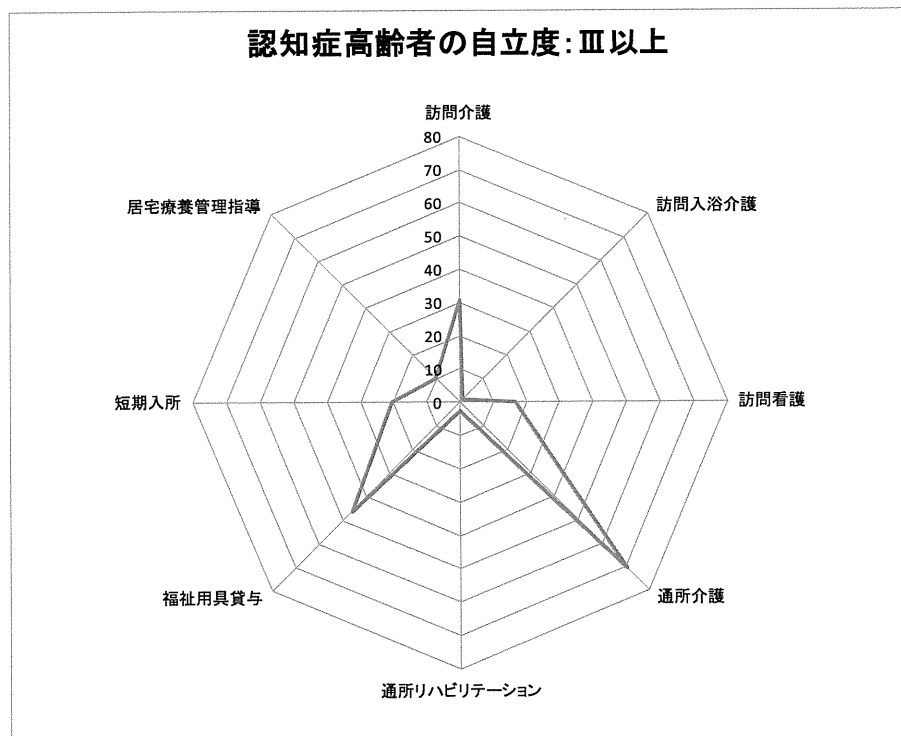 認知症高齢者の自立度:Ⅲ以上
訪問介護
80
70
60
50
40
30
20
10
0
訪問入浴介護
訪問看護
通所介護
通所リハビリテーション
福祉用具貸与
短期入所
居宅療養管理指導